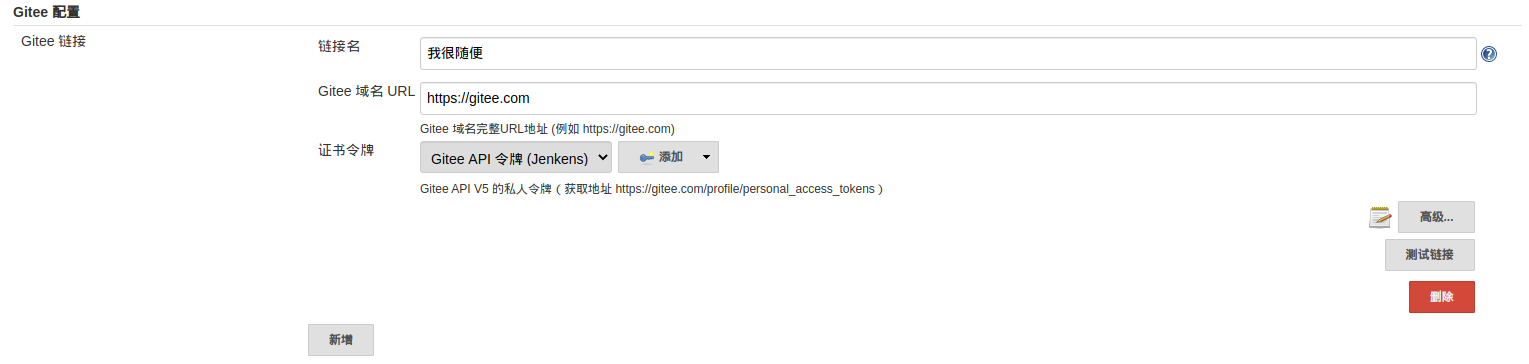 Gitee 配置
Gitee 链接
链接名
我很随便
Gitee 域名 URL
https://gitee.com
Gitee 域名完整URL地址 (例如 https://gitee.com)
证书令牌
Gitee API 令牌 (Jenkens)
添加
Gitee API V5 的私人令牌 ( 获取地址 https://gitee.com/profile/personal_access_tokens )
高级...
测试链接
删除
新增